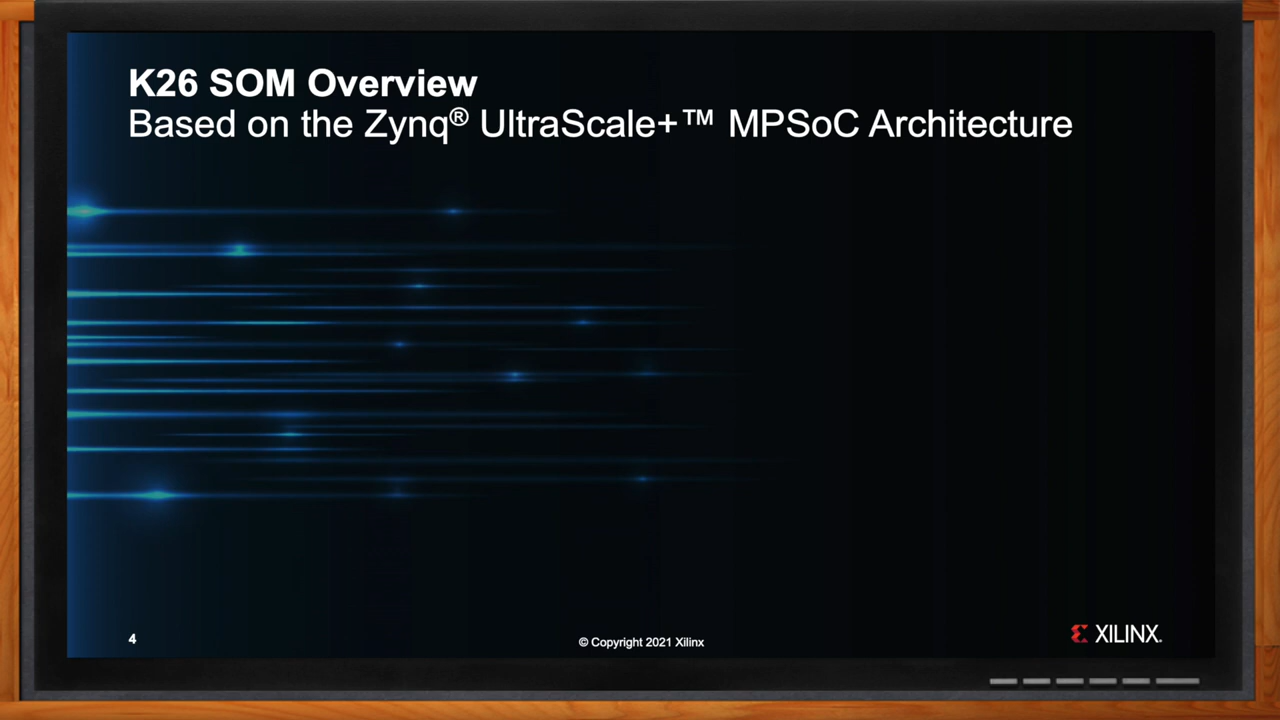 K26 SOM Overview
Based on the Zynq® UltraScale+™ MPSoC Architecture
4
© Copyright 2021 Xilinx
XILINX.